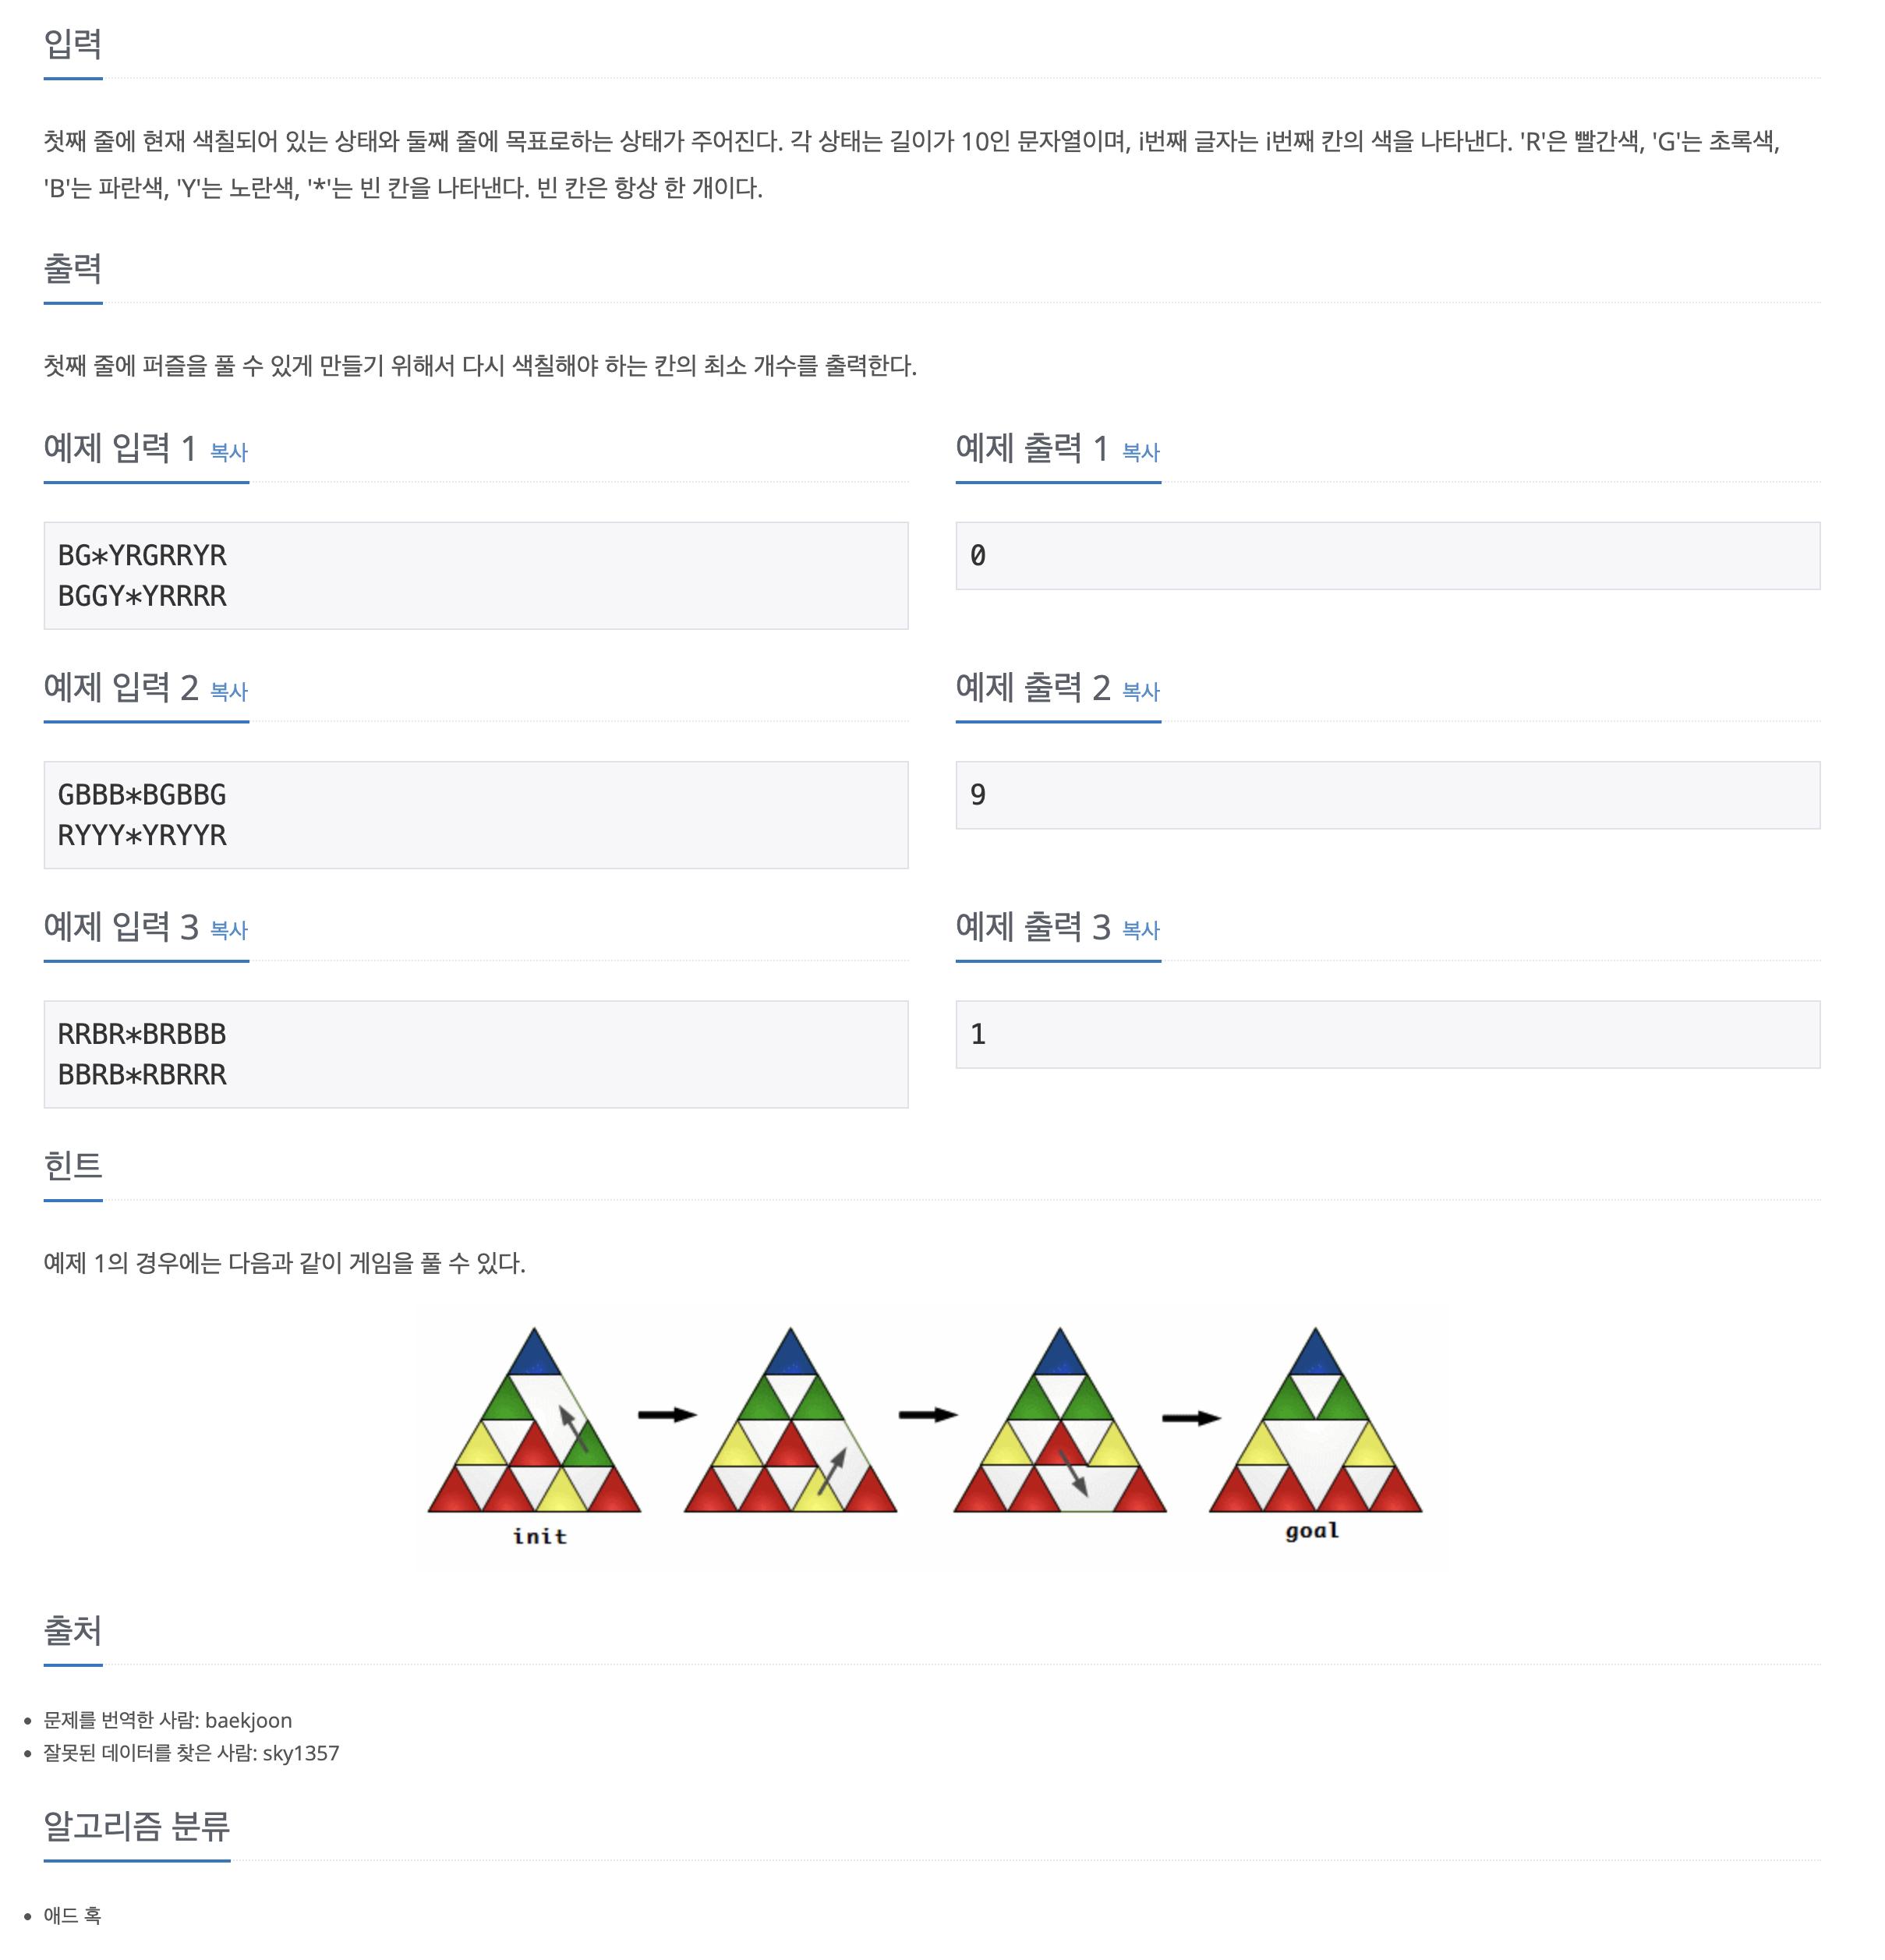 입력
첫째 줄에 현재 색칠되어 있는 상태와 둘째 줄에 목표로하는 상태가 주어진다. 각 상태는 길이가 10인 문자열이며, i번째 글자는 i번째 칸의 색을 나타낸다. 'R'은 빨간색, 'G'는 초록색,
'B'는 파란색, 'Y'는 노란색, '*'는 빈 칸을 나타낸다. 빈 칸은 항상 한 개이다.
출력
첫째 줄에 퍼즐을 풀 수 있게 만들기 위해서 다시 색칠해야 하는 칸의 최소 개수를 출력한다.
예제 입력 1 복사
BG*YRGRRYR
BGGY*YRRRR
예제 출력 1 복사
0
예제 입력 2 복사
GBBB*BGBBG
RYYY*YRYYR
예제 출력 2 복사
9
예제 입력 3 복사
RRBR*BRBBB
BBRB*RBRRR
예제 출력 3 복사
1
힌트
예제 1의 경우에는 다음과 같이 게임을 풀 수 있다.
init
goal
출처
문제를 번역한 사람: baekjoon
잘못된 데이터를 찾은 사람: sky1357
알고리즘 분류
애드 혹